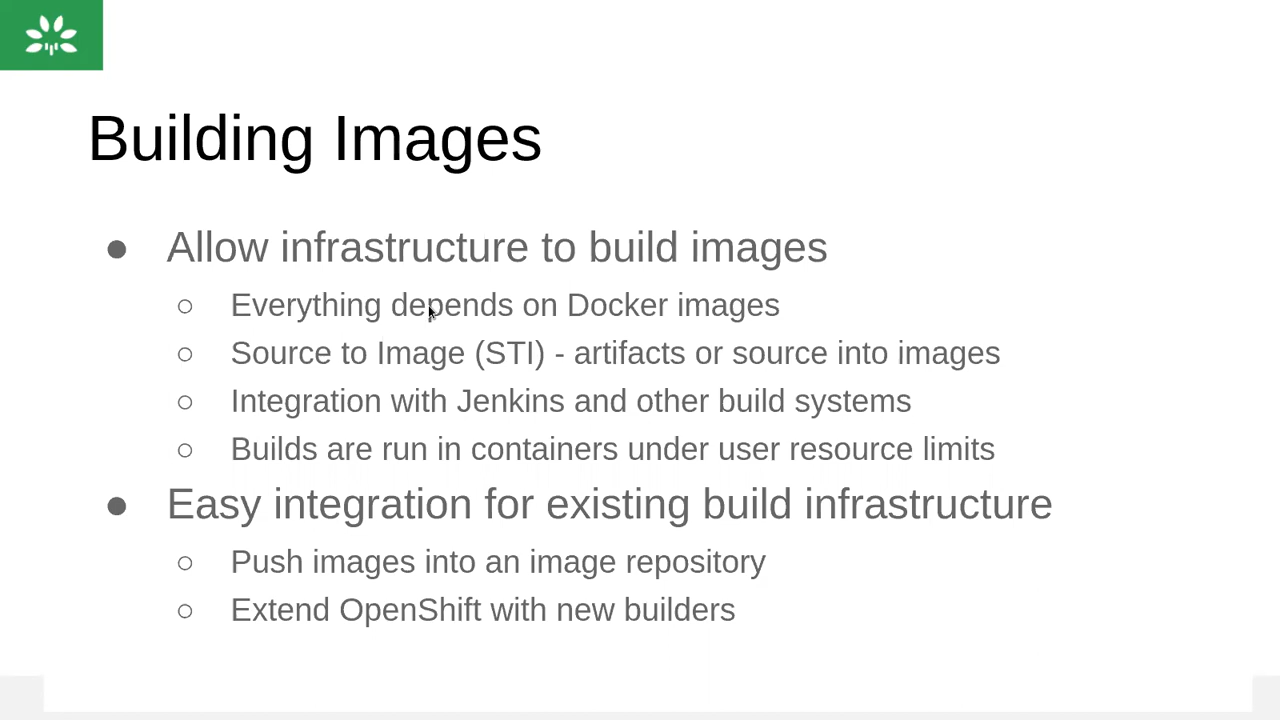 Building Images
● Allow infrastructure to build images
○ Everything depends on Docker images
○ Source to Image (STI) - artifacts or source into images
○ Integration with Jenkins and other build systems
○ Builds are run in containers under user resource limits
● Easy integration for existing build infrastructure
○ Push images into an image repository
○ Extend OpenShift with new builders